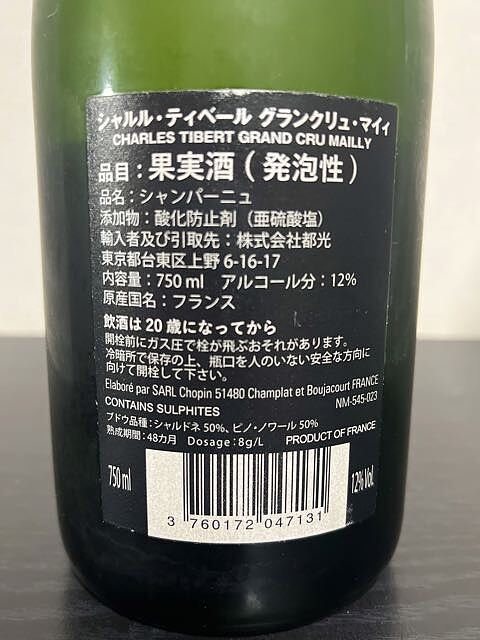 シャルル・ティベール グランクリュ・マイィ
CHARLES TIBERT GRAND CRU MAILLY
品目：果実酒（発泡性）
品名：シャンパーニュ
添加物：酸化防止剤（亜硫酸塩）
輸入者及び引取先：株式会社都光
東京都台東区上野 6-16-17
内容量：750 ml アルコール分：12%
原産国名：フランス
飲酒は 20 歳になってから
開栓前にガス圧で栓が飛ぶおそれがあります。
冷暗所で保存の上、瓶口を人のいない安全な方向に
向けて開栓して下さい。
Elaboré par SARL Chopin 51480 Champlat et Boujacourt FRANCE
NM-545-023
CONTAINS SULPHITES
ブドウ品種：シャルドネ 50%、ピノ・ノワール 50%
熟成期間：48カ月 Dosage：8g/L PRODUCT OF FRANCE
750 ml
12% Vol.
3 760172 047131